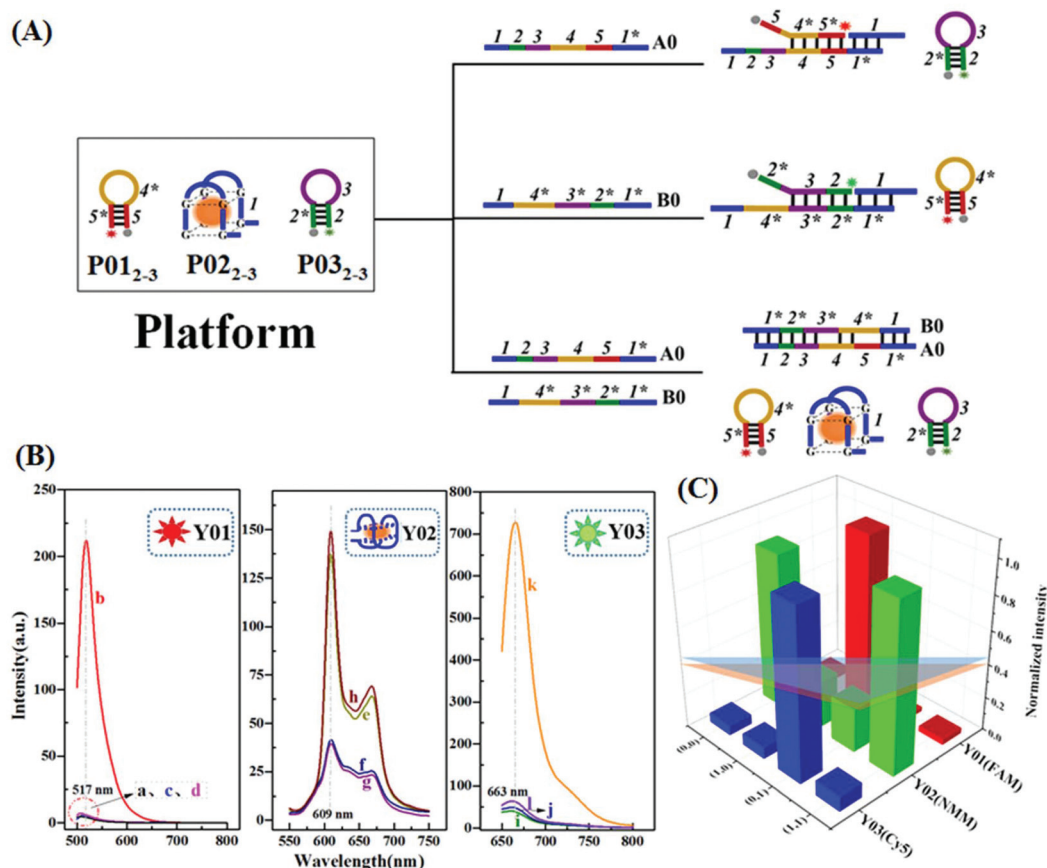 (A)
1 2 3 4 5 1* A0
5 4* 5* 1
1 2 3 4 5 1*
3
2* 2
4* 3
5* 5 1 2* 2
G G G G G G G G
P01₂₋₃ P02₂₋₃ P03₂₋₃
Platform
1 4* 3* 2* 1* B0
2* 3 2 1
1 4* 3* 2* 1*
4*
5* 5
1 2 3 4 5 1* A0
1 4* 3* 2* 1* B0
1* 2* 3* 4* 1 B0
1 2 3 4 5 1* A0
4* 3
5* 5 1 2* 2
G G G G G G G G
(B)
250
200
150
100
50
0
Intensity(a.u.)
Y01
b
517 nm
a、c、d
500 600 700 800
150
125
100
75
50
25
0
Y02
h
e
f
g
609 nm
550 600 650 700 750
Wavelength(nm)
800
700
600
500
400
300
200
100
0
Y03
k
663 nm
l
j
i
650 700 750 800
(C)
1.0
0.8
0.6
0.4
0.2
0.0
Normalized intensity
(0,0)
(1,0)
(0,1)
(1,1)
Y01(FAM)
Y02(NMM)
Y03(Cy5)